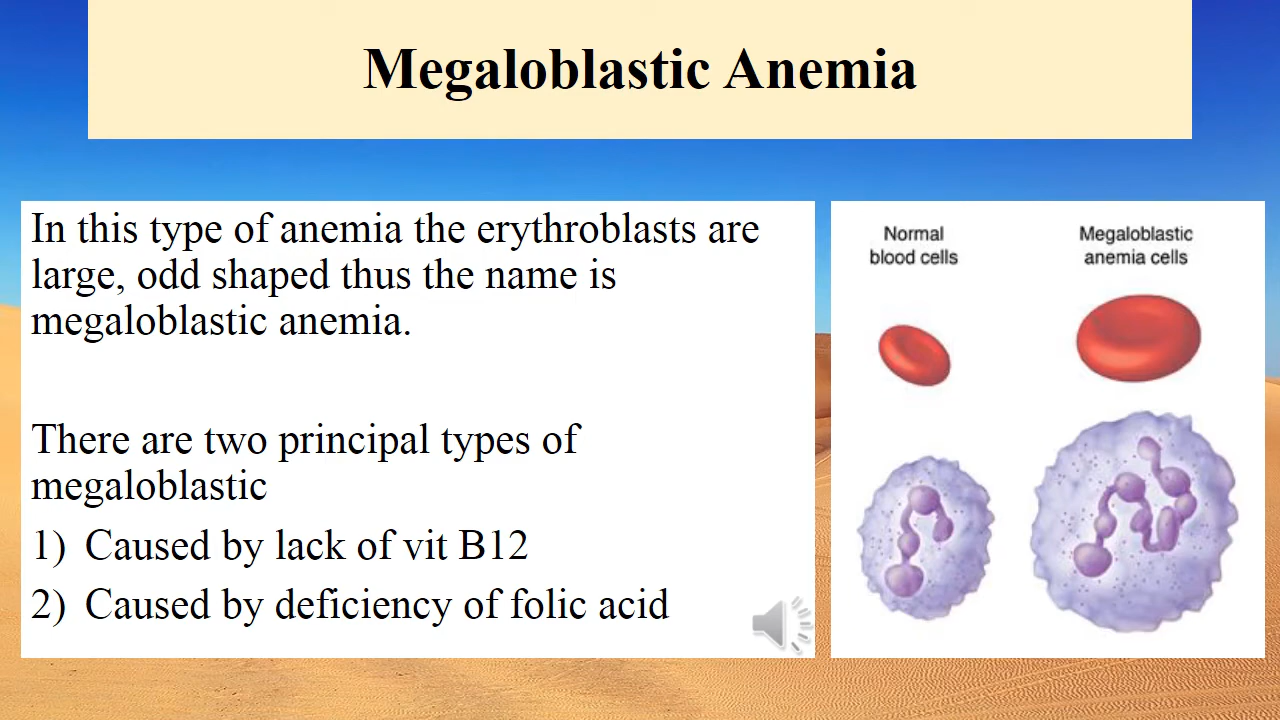 Megaloblastic Anemia
In this type of anemia the erythroblasts are
large, odd shaped thus the name is
megaloblastic anemia.
There are two principal types of
megaloblastic
1) Caused by lack of vit B12
2) Caused by deficiency of folic acid
Normal
blood cells
Megaloblastic
anemia cells